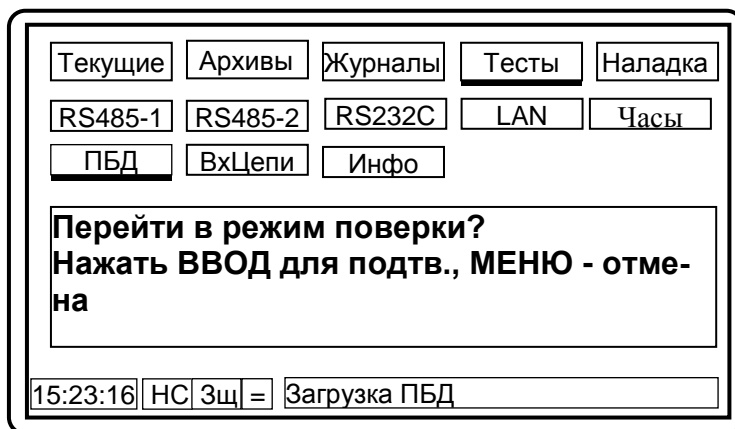 Текущие Архивы Журналы Тесты Наладка
RS485-1 RS485-2 RS232C LAN Часы
ПБД ВхЦепи Инфо
Перейти в режим поверки?
Нажать ВВОД для подтв., МЕНЮ - отме-
на
15:23:16 НС Зщ = Загрузка ПБД